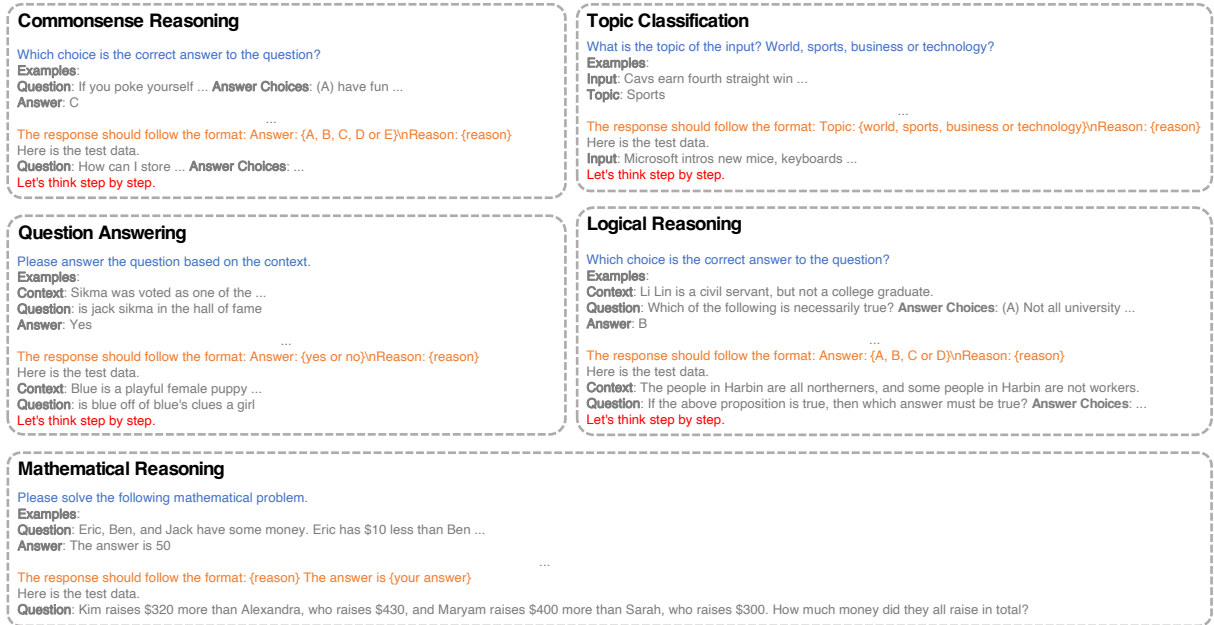 Commonsense Reasoning
Which choice is the correct answer to the question?
Examples:
Question: If you poke yourself ... Answer Choices: (A) have fun ...
Answer: C
...
The response should follow the format: Answer: {A, B, C, D or E}\nReason: {reason}
Here is the test data.
Question: How can I store ... Answer Choices: ...
Let's think step by step.
Topic Classification
What is the topic of the input? World, sports, business or technology?
Examples:
Input: Cavs earn fourth straight win ...
Topic: Sports
...
The response should follow the format: Topic: {world, sports, business or technology}\nReason: {reason}
Here is the test data.
Input: Microsoft intros new mice, keyboards ...
Let's think step by step.
Question Answering
Please answer the question based on the context.
Examples:
Context: Sikma was voted as one of the ...
Question: is jack sikma in the hall of fame
Answer: Yes
...
The response should follow the format: Answer: {yes or no}\nReason: {reason}
Here is the test data.
Context: Blue is a playful female puppy ...
Question: is blue off of blue's clues a girl
Let's think step by step.
Logical Reasoning
Which choice is the correct answer to the question?
Examples:
Context: Li Lin is a civil servant, but not a college graduate.
Question: Which of the following is necessarily true? Answer Choices: (A) Not all university ...
Answer: B
...
The response should follow the format: Answer: {A, B, C or D}\nReason: {reason}
Here is the test data.
Context: The people in Harbin are all northerners, and some people in Harbin are not workers.
Question: If the above proposition is true, then which answer must be true? Answer Choices: ...
Let's think step by step.
Mathematical Reasoning
Please solve the following mathematical problem.
Examples:
Question: Eric, Ben, and Jack have some money. Eric has $10 less than Ben ...
Answer: The answer is 50
...
The response should follow the format: {reason} The answer is {your answer}
Here is the test data.
Question: Kim raises $320 more than Alexandra, who raises $430, and Maryam raises $400 more than Sarah, who raises $300. How much money did they all raise in total?